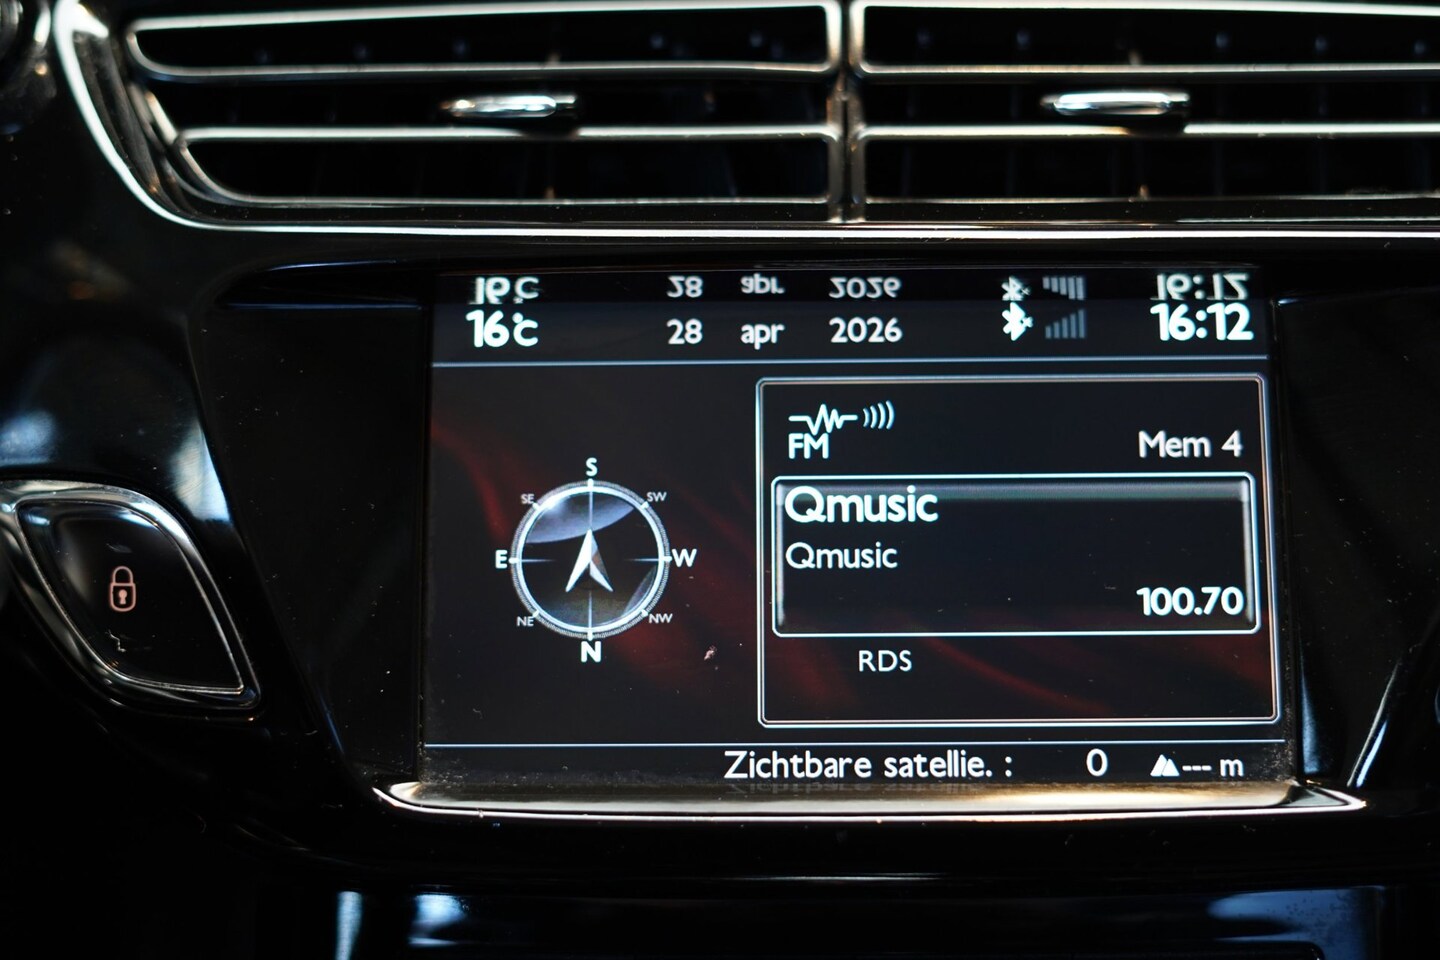 16°C 28 apr 2026 16:12
FM Mem 4
Qmusic
Qmusic
100.70
RDS
S
SE SW
E W
NE NW
N
Zichtbare satellie. : 0 --- m